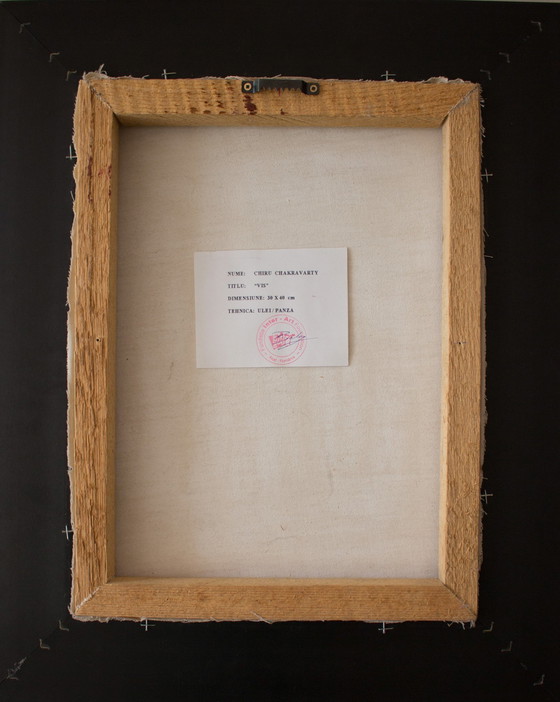 NUME: CHIRU CHAKRAVARTY
TITLU: "VIS"
DIMENSIUNE: 30 X 40 cm
TEHNICA: ULEI/PANZA